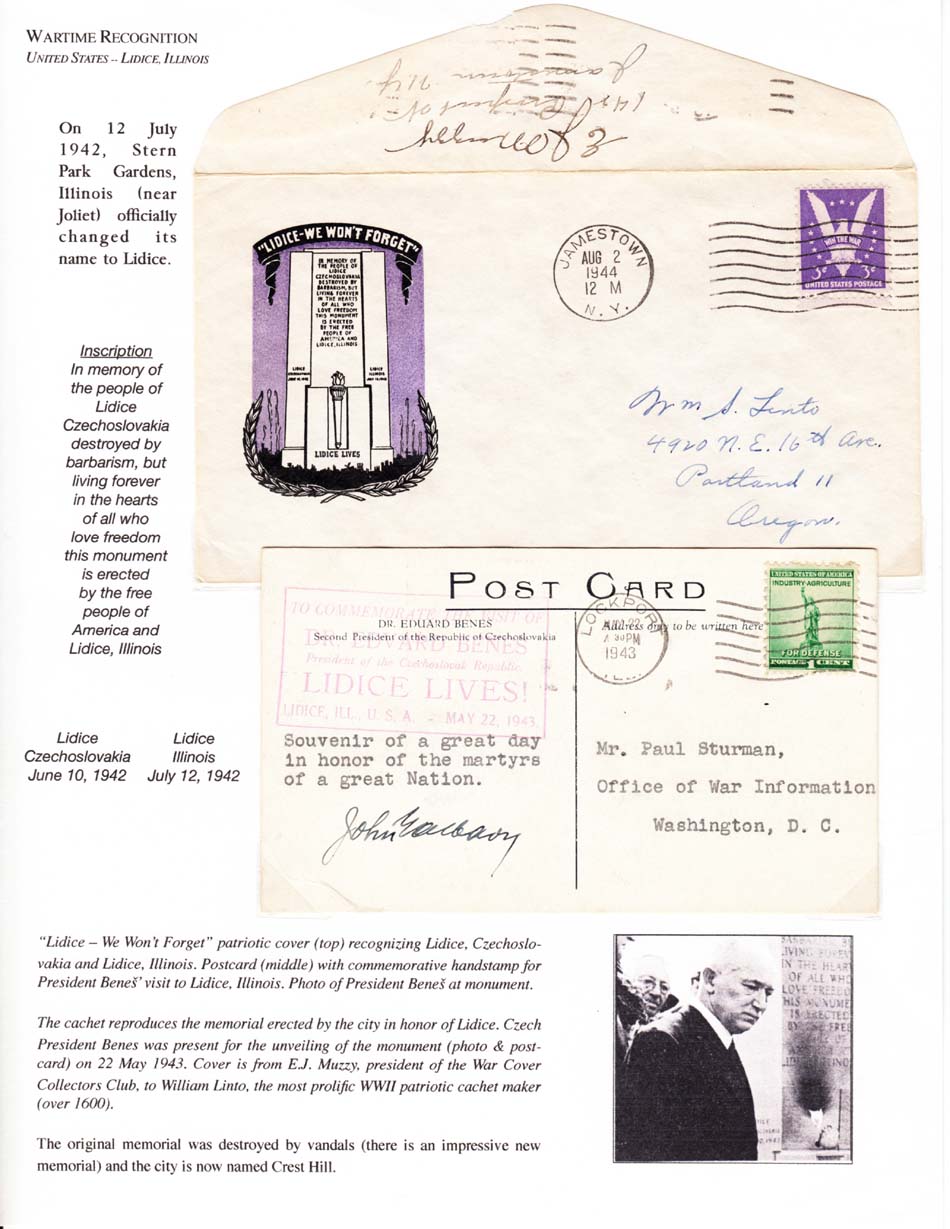 WARTIME RECOGNITION
UNITED STATES -- LIDICE, ILLINOIS
On 12 July
1942, Stern
Park Gardens,
Illinois (near
Joliet) officially
changed its
name to Lidice.
Inscription
In memory of
the people of
Lidice
Czechoslovakia
destroyed by
barbarism, but
living forever
in the hearts
of all who
love freedom
this monument
is erected
by the free
people of
America and
Lidice, Illinois
Lidice
Czechoslovakia
June 10, 1942
Lidice
Illinois
July 12, 1942
E J Muzzy
Jamestown N.Y.
"LIDICE-WE WON'T FORGET"
IN MEMORY OF
THE PEOPLE OF
LIDICE
CZECHOSLOVAKIA
DESTROYED BY
BARBARISM, BUT
LIVING FOREVER
IN THE HEARTS
OF ALL WHO
LOVE FREEDOM
THIS MONUMENT
IS ERECTED
BY THE FREE
PEOPLE OF
AMERICA AND
LIDICE, ILLINOIS
LIDICE
CZECHOSLOVAKIA
JUNE 10, 1942
LIDICE
ILLINOIS
JULY 12, 1942
LIDICE LIVES
JAMESTOWN
AUG 2
1944
12 M
N.Y.
WIN THE WAR
3¢ 3¢
UNITED STATES POSTAGE
Wm S. Linto
4920 N.E. 16th Ave.
Portland 11
Oregon.
POST CARD
TO COMMEMORATE THE VISIT OF
DR. EDVARD BENES
President of the Czechoslovak Republic.
LIDICE LIVES!
LIDICE, ILL., U. S. A. - MAY 22, 1943
DR. EDUARD BENES
Second President of the Republic of Czechoslovakia
Address only to be written here
LOCKPORT
22
30 PM
1943
ILL.
UNITED STATES OF AMERICA
INDUSTRY-AGRICULTURE
FOR DEFENSE
POSTAGE 1 CENT
Souvenir of a great day
in honor of the martyrs
of a great Nation.
Mr. Paul Sturman,
Office of War Information
Washington, D. C.
"Lidice – We Won't Forget" patriotic cover (top) recognizing Lidice, Czechoslo-
vakia and Lidice, Illinois. Postcard (middle) with commemorative handstamp for
President Beneš' visit to Lidice, Illinois. Photo of President Beneš at monument.
The cachet reproduces the memorial erected by the city in honor of Lidice. Czech
President Benes was present for the unveiling of the monument (photo & post-
card) on 22 May 1943. Cover is from E.J. Muzzy, president of the War Cover
Collectors Club, to William Linto, the most prolific WWII patriotic cachet maker
(over 1600).
The original memorial was destroyed by vandals (there is an impressive new
memorial) and the city is now named Crest Hill.
LIVING FOREV
IN THE HEAR
OF ALL WHO
LOVE FREED
HIS MONUME
IS ERECTED
BY THE FREE